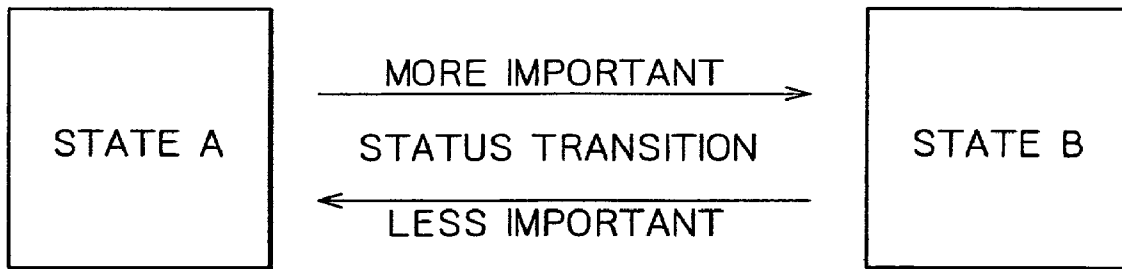 MORE IMPORTANT
STATE A
STATUS TRANSITION
STATE B
LESS IMPORTANT